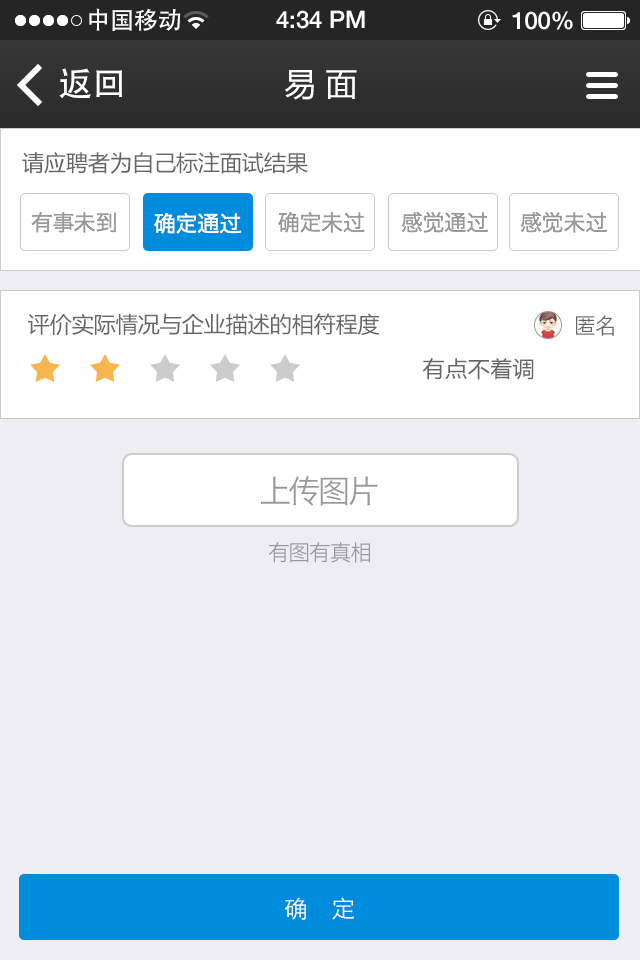 中国移动 4:34 PM 100%
返回 易面
请应聘者为自己标注面试结果
有事未到 确定通过 确定未过 感觉通过 感觉未过
评价实际情况与企业描述的相符程度 匿名
有点不着调
上传图片
有图有真相
确 定